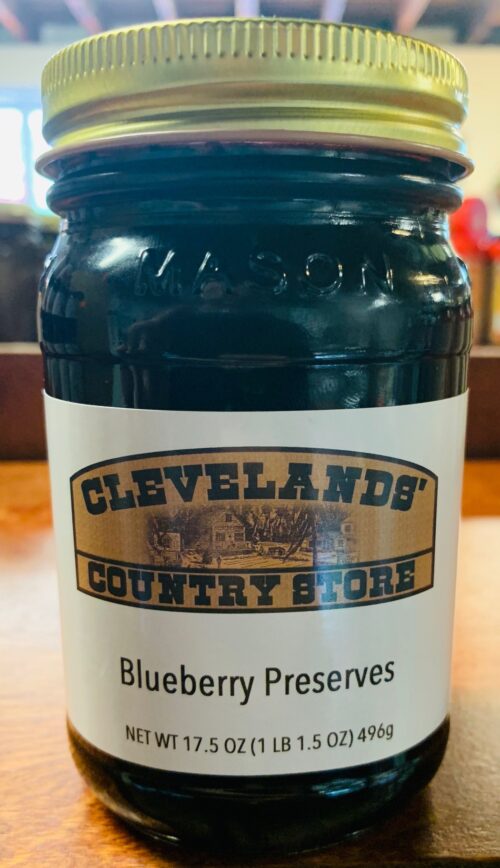 MASON
CLEVELANDS'
COUNTRY STORE
Blueberry Preserves
NET WT 17.5 OZ (1 LB 1.5 OZ) 496g